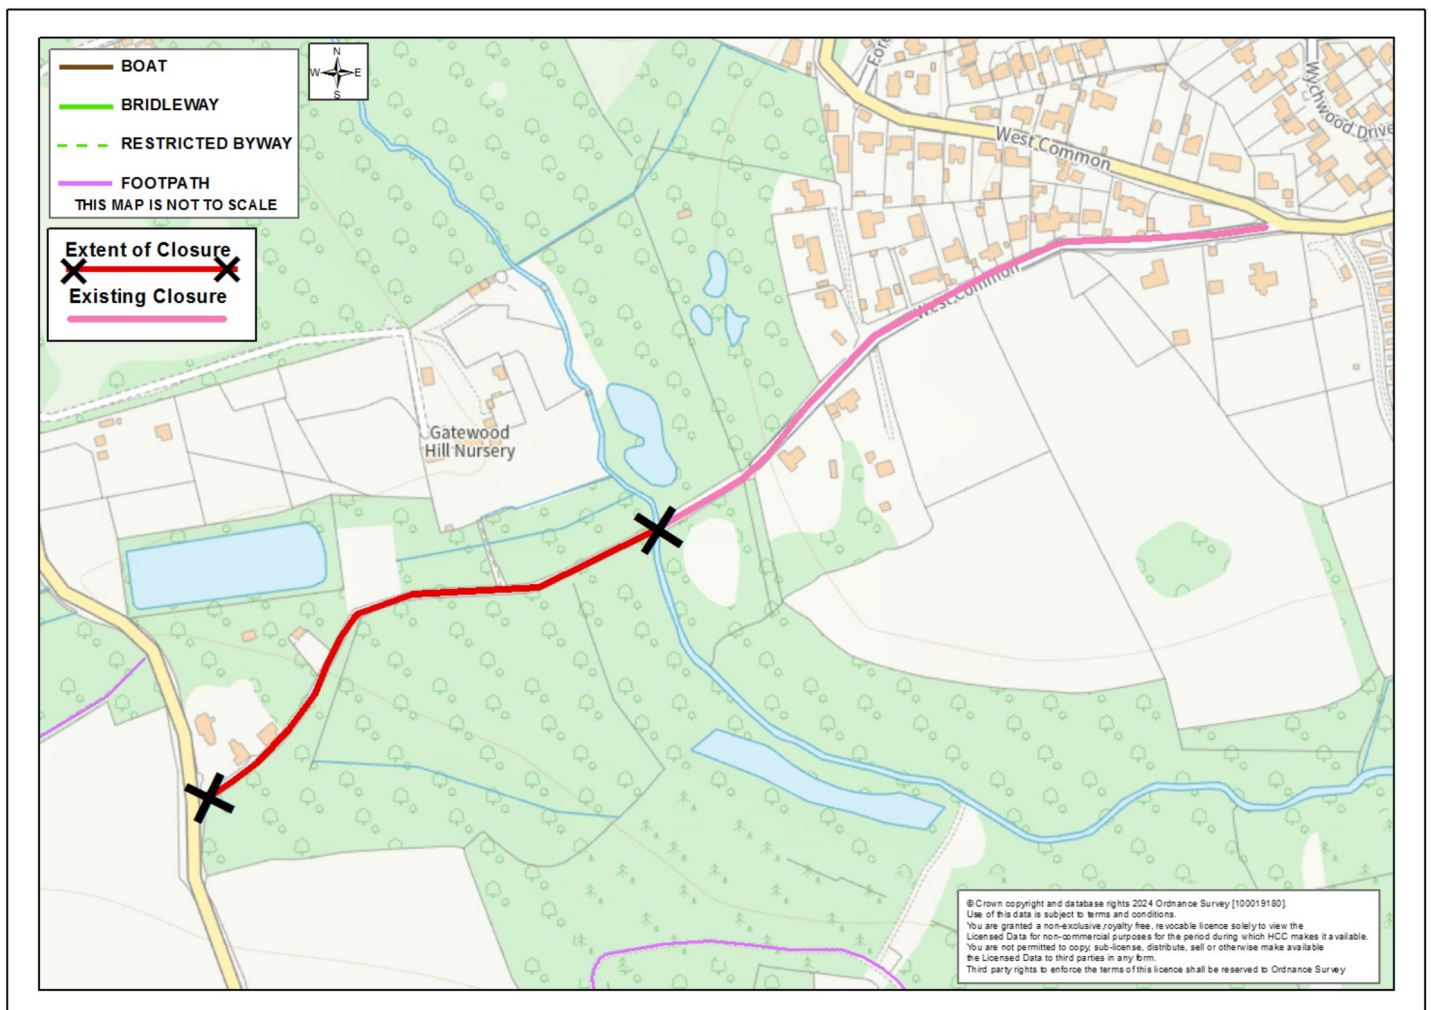 BOAT
BRIDLEWAY
RESTRICTED BYWAY
FOOTPATH
THIS MAP IS NOT TO SCALE
N
W E
S
Extent of Closure
Existing Closure
West Common
Wychwood Drive
West Common
Gatewood
Hill Nursery
© Crown copyright and database rights 2024 Ordnance Survey [100019180].
Use of this data is subject to terms and conditions.
You are granted a non-exclusive,royalty free, revocable licence solely to view the
Licensed Data for non-commercial purposes for the period during which HCC makes it available.
You are not permitted to copy, sub-license, distribute, sell or otherwise make available
the Licensed Data to third parties in any form.
Third party rights to enforce the terms of this licence shall be reserved to Ordnance Survey